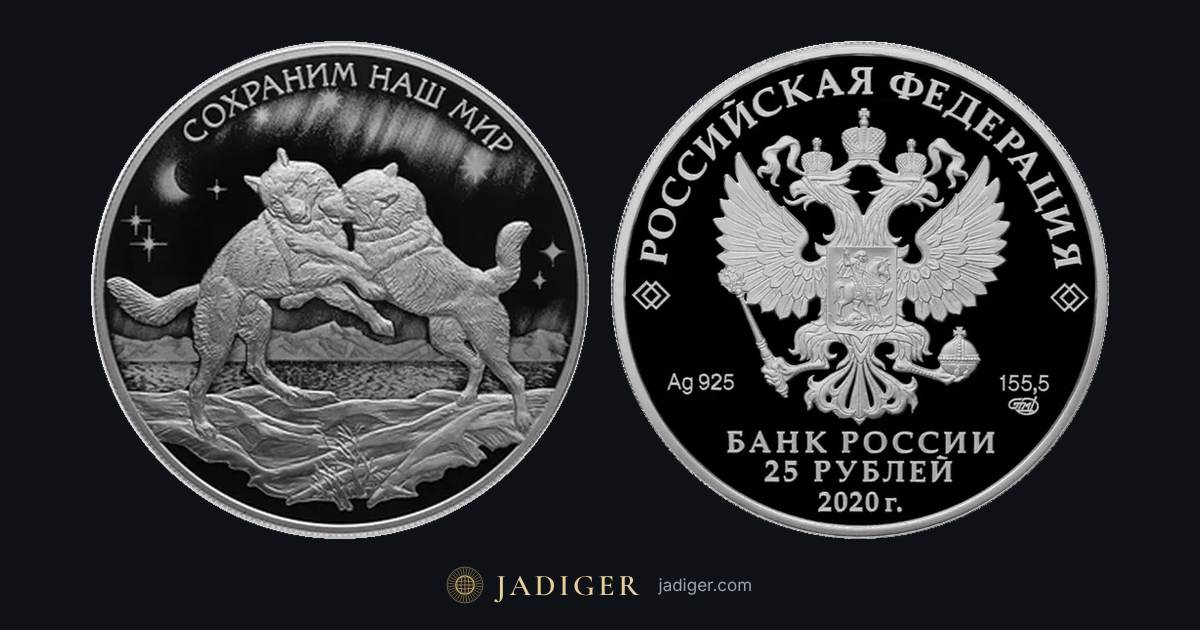 СОХРАНИМ НАШ МИР
РОССИЙСКАЯ ФЕДЕРАЦИЯ
Ag 925
155,5
БАНК РОССИИ
25 РУБЛЕЙ
2020 г.
JADIGER
jadiger.com